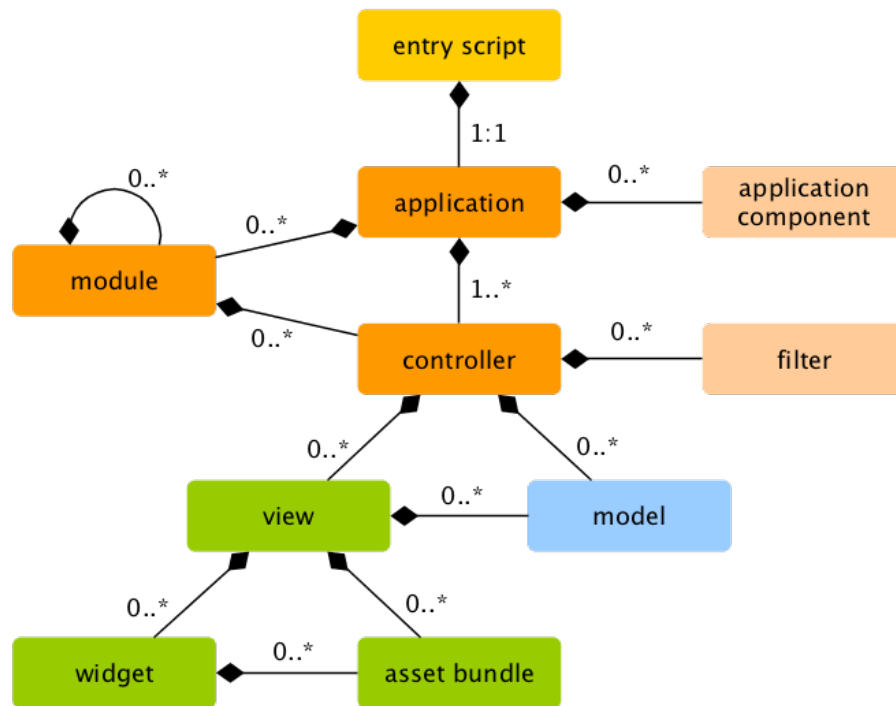 entry script
1:1
0..*
0..*
0..*
application
application
component
module
1..*
0..*
0..*
controller
filter
0..*
0..*
0..*
view
model
0..*
0..*
0..*
widget
asset bundle